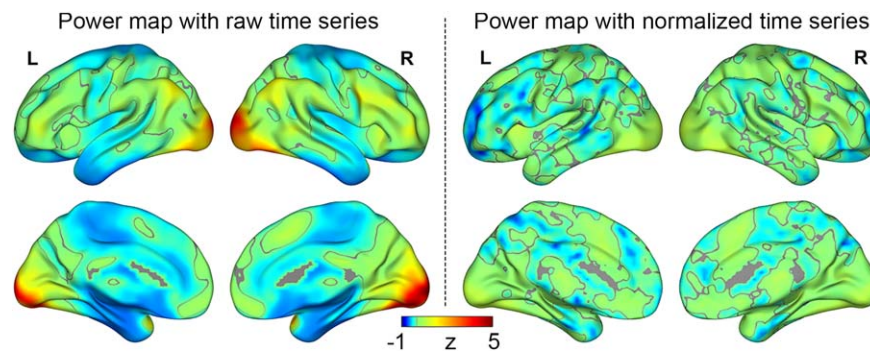 Power map with raw time series
Power map with normalized time series
L
R
L
R
-1 z 5